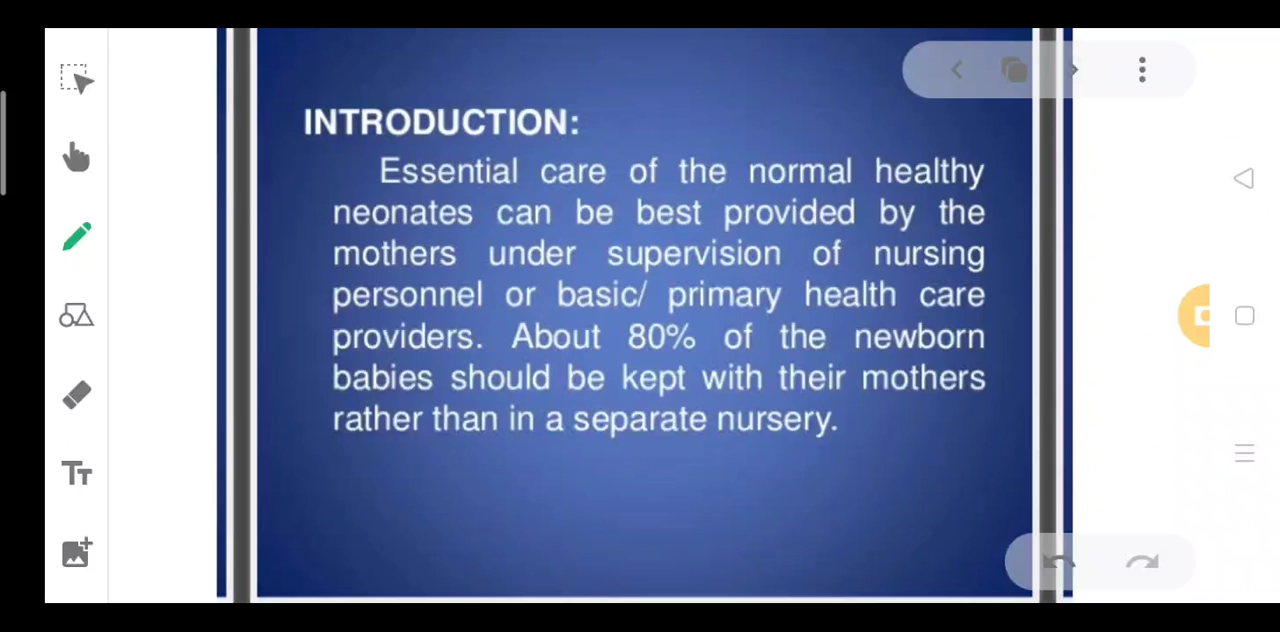 INTRODUCTION:
Essential care of the normal healthy
neonates can be best provided by the
mothers under supervision of nursing
personnel or basic/ primary health care
providers. About 80% of the newborn
babies should be kept with their mothers
rather than in a separate nursery.
Tт